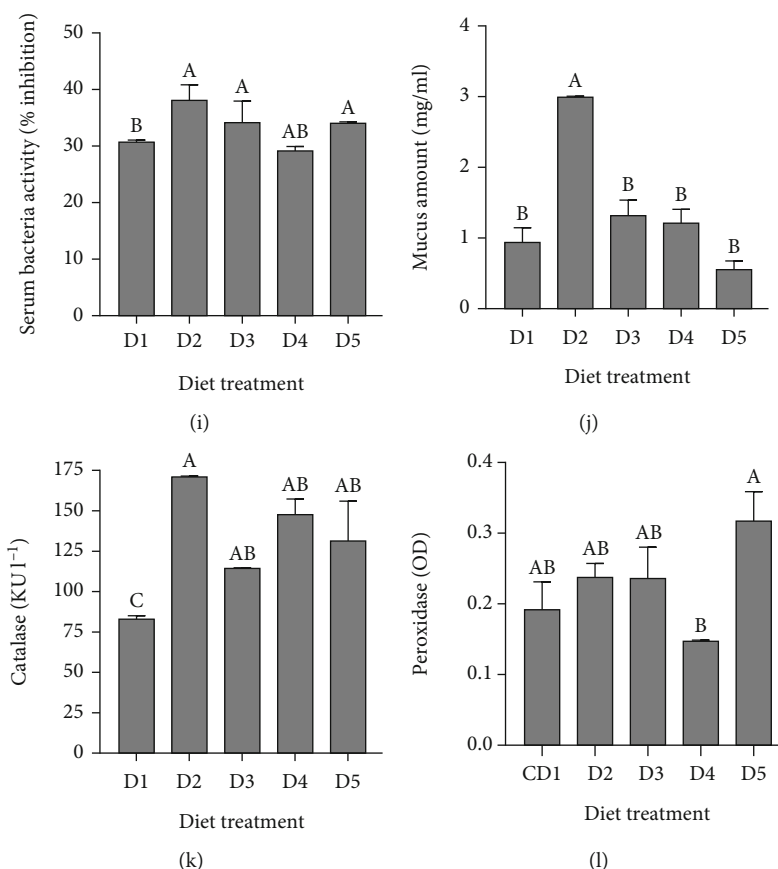 Serum bacteria activity (% inhibition)
50
40
30
20
10
0
B
A
A
AB
A
D1 D2 D3 D4 D5
Diet treatment
(i)
Mucus amount (mg/ml)
4
3
2
1
0
B
A
B
B
B
D1 D2 D3 D4 D5
Diet treatment
(j)
Catalase (KU1⁻¹)
175
150
125
100
75
50
25
0
C
A
AB
AB
AB
D1 D2 D3 D4 D5
Diet treatment
(k)
Peroxidase (OD)
0.4
0.3
0.2
0.1
0.0
AB
AB
AB
B
A
CD1 D2 D3 D4 D5
Diet treatment
(l)